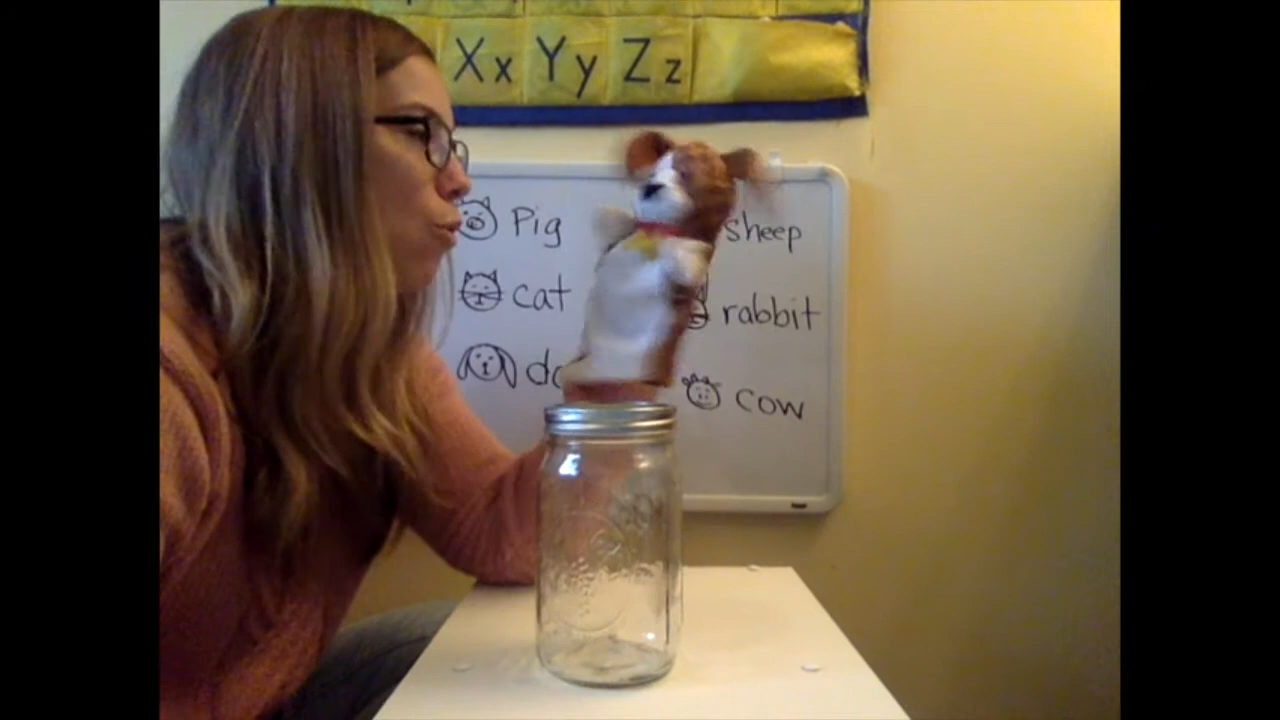 Xx Yy Zz
Pig
sheep
cat
rabbit
cow